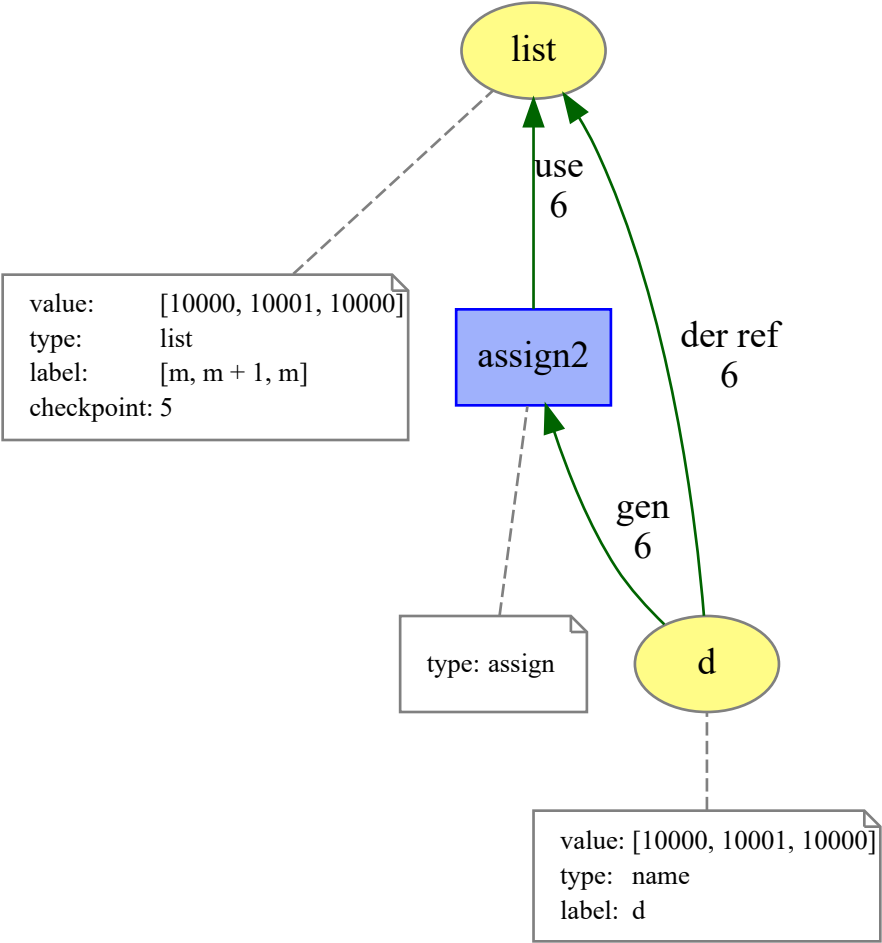 list
use
6
value: [10000, 10001, 10000]
type: list
label: [m, m + 1, m]
checkpoint: 5
assign2
der ref
6
gen
6
type: assign
d
value: [10000, 10001, 10000]
type: name
label: d